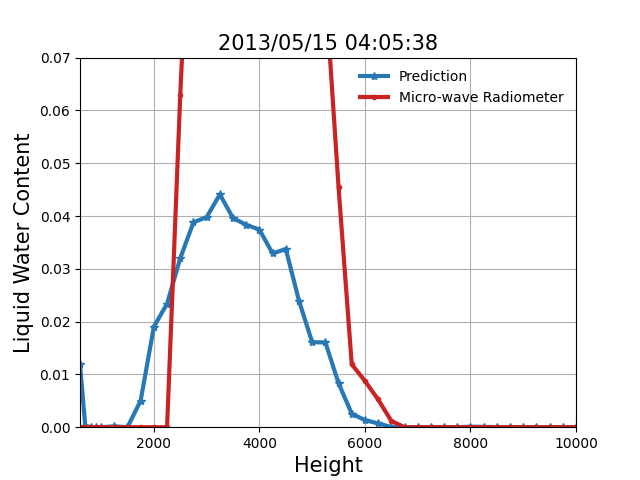 2013/05/15 04:05:38
0.07
0.06
0.05
0.04
0.03
0.02
0.01
0.00
Liquid Water Content
Prediction
Micro-wave Radiometer
2000 4000 6000 8000 10000
Height